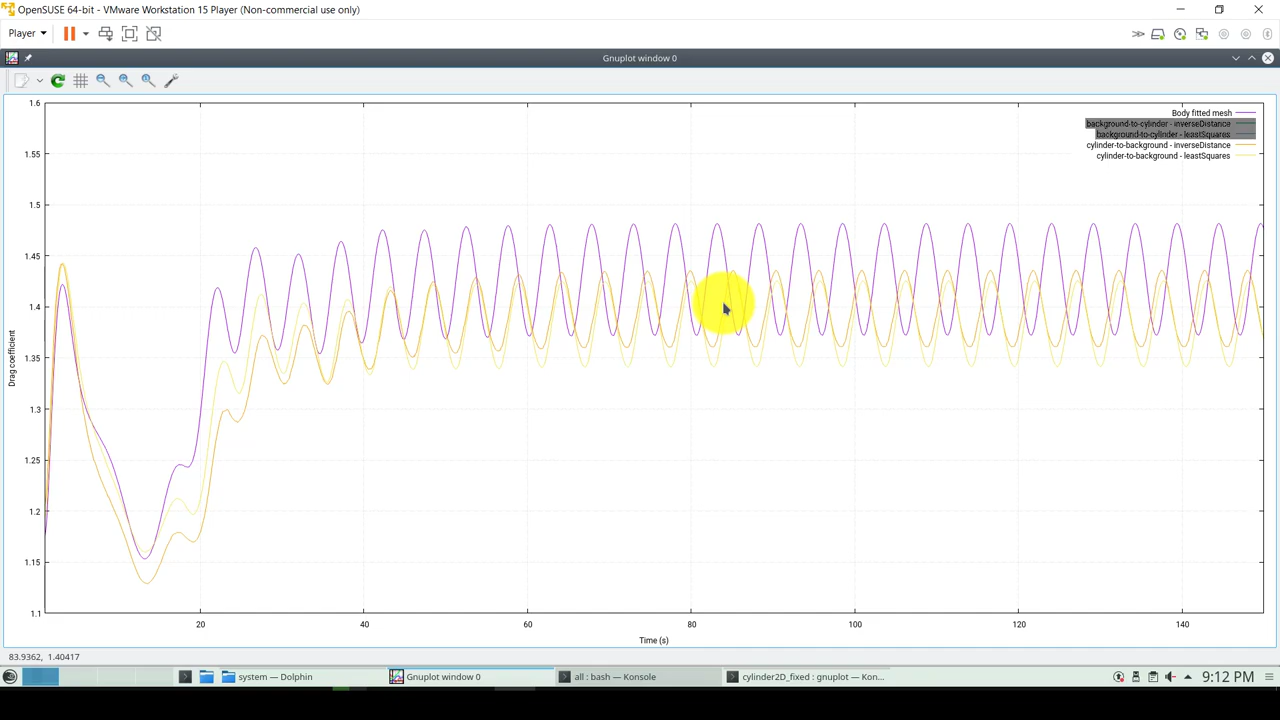 OpenSUSE 64-bit - VMware Workstation 15 Player (Non-commercial use only)
Player
Gnuplot window 0
1.6
1.55
1.5
1.45
1.4
1.35
1.3
1.25
1.2
1.15
1.1
Drag coefficient
Body fitted mesh
background-to-cylinder - inverseDistance
background-to-cylinder - leastSquares
cylinder-to-background - inverseDistance
cylinder-to-background - leastSquares
20 40 60 80 100 120 140
Time (s)
83.9362, 1.40417
system — Dolphin
Gnuplot window 0
all : bash — Konsole
cylinder2D_fixed : gnuplot — Kon...
9:12 PM